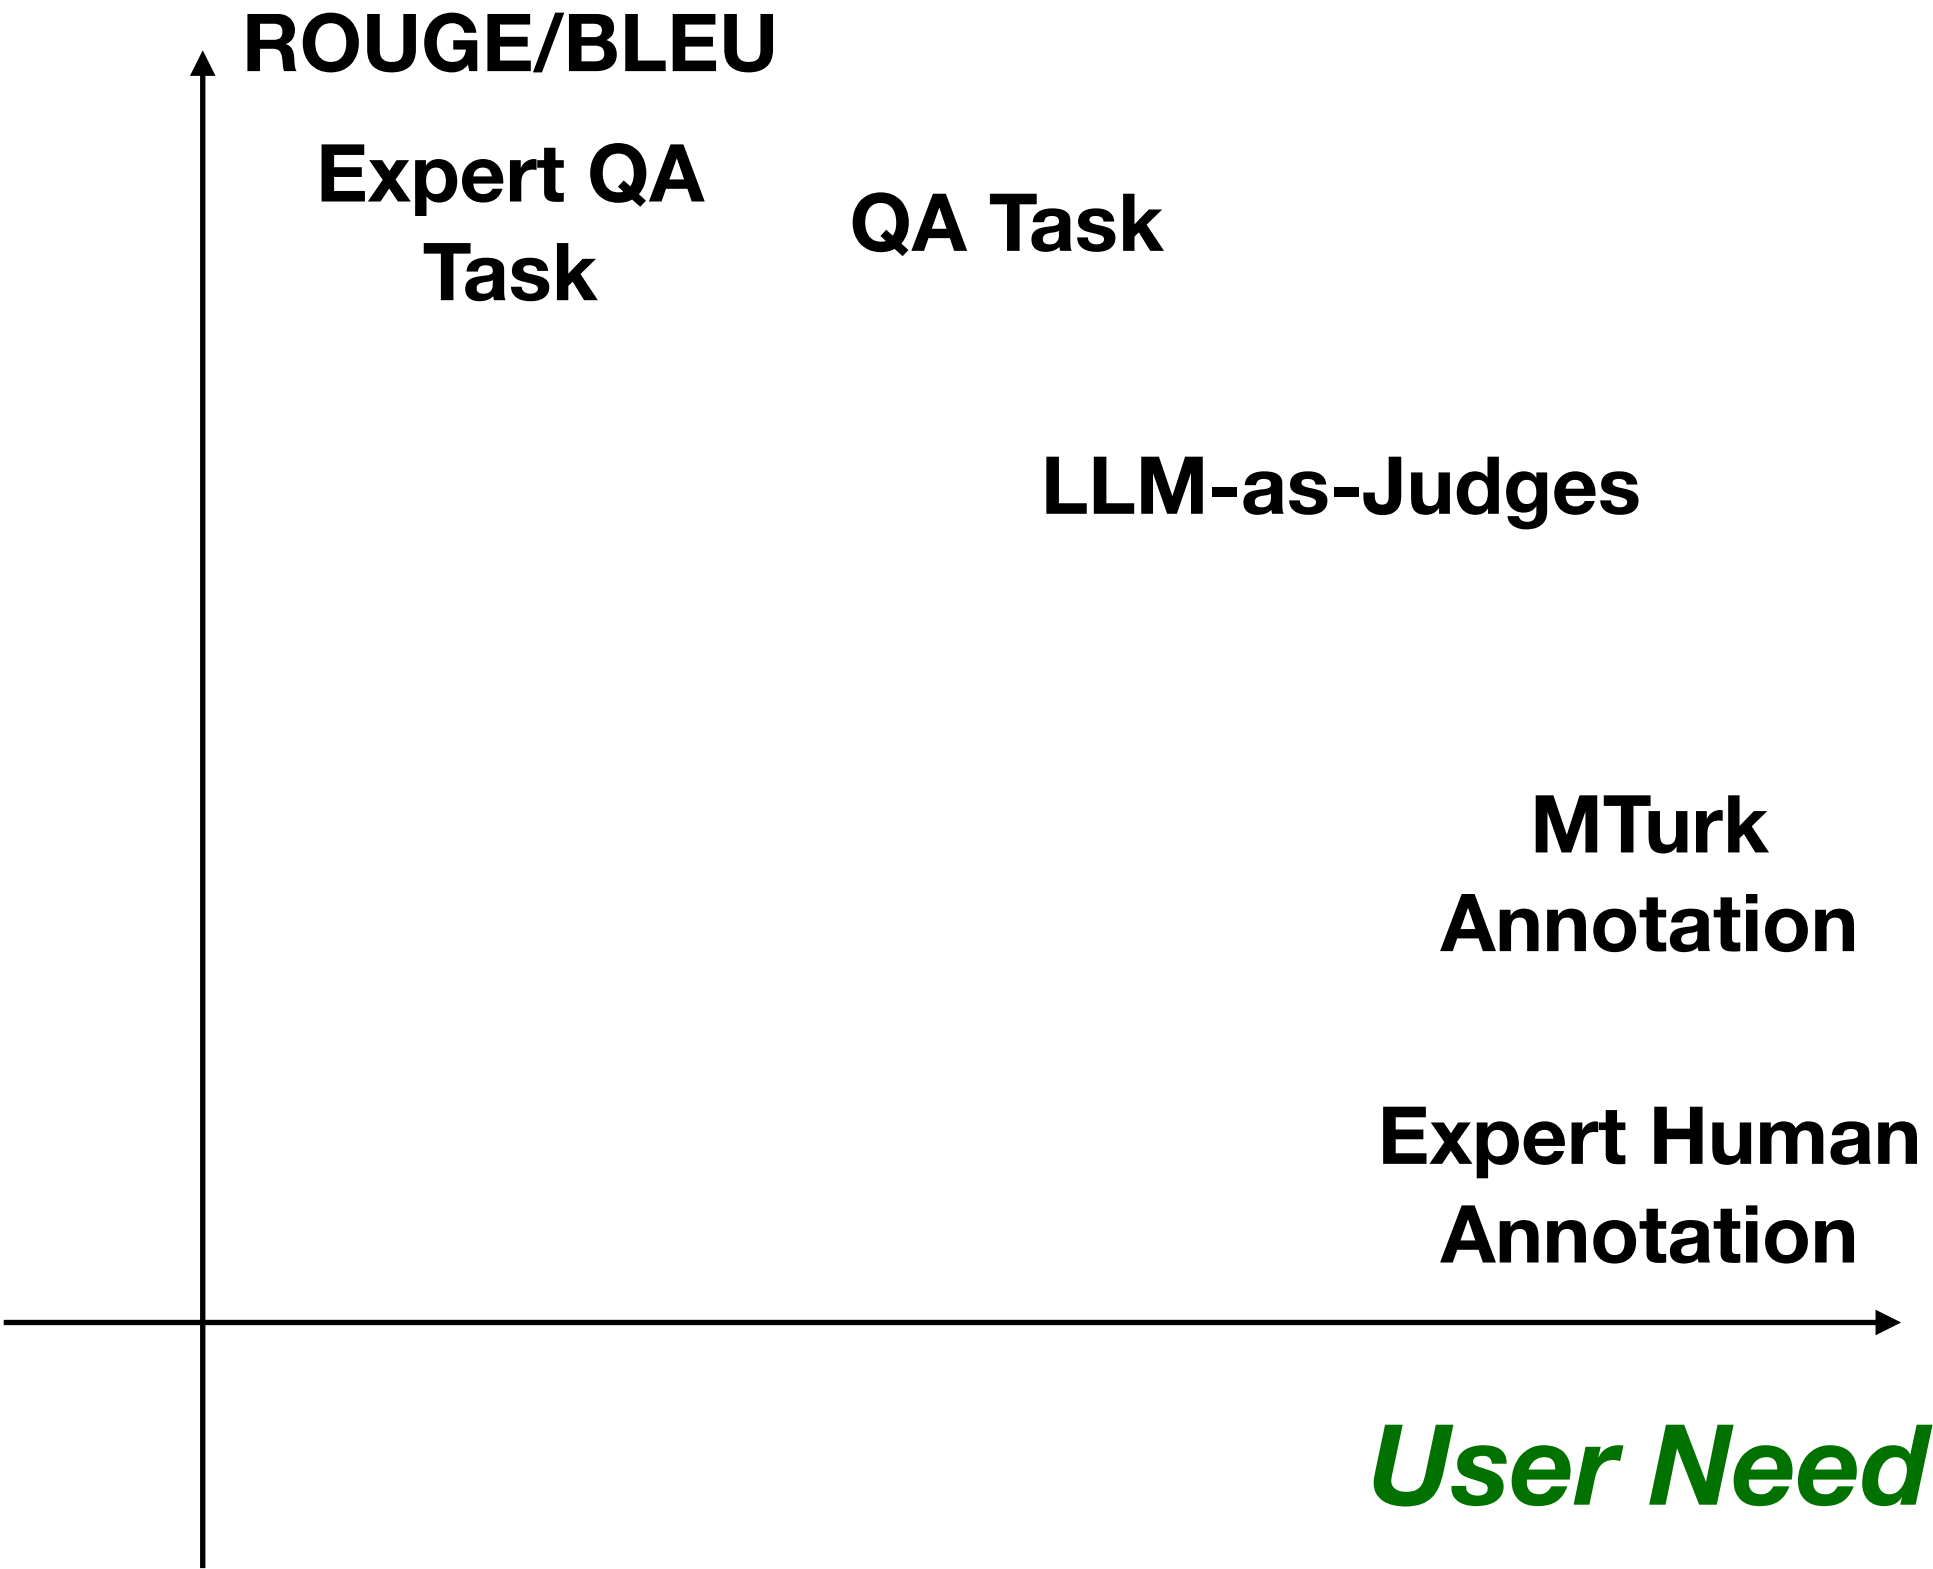 ROUGE/BLEU
Expert QA
Task
QA Task
LLM-as-Judges
MTurk
Annotation
Expert Human
Annotation
User Need